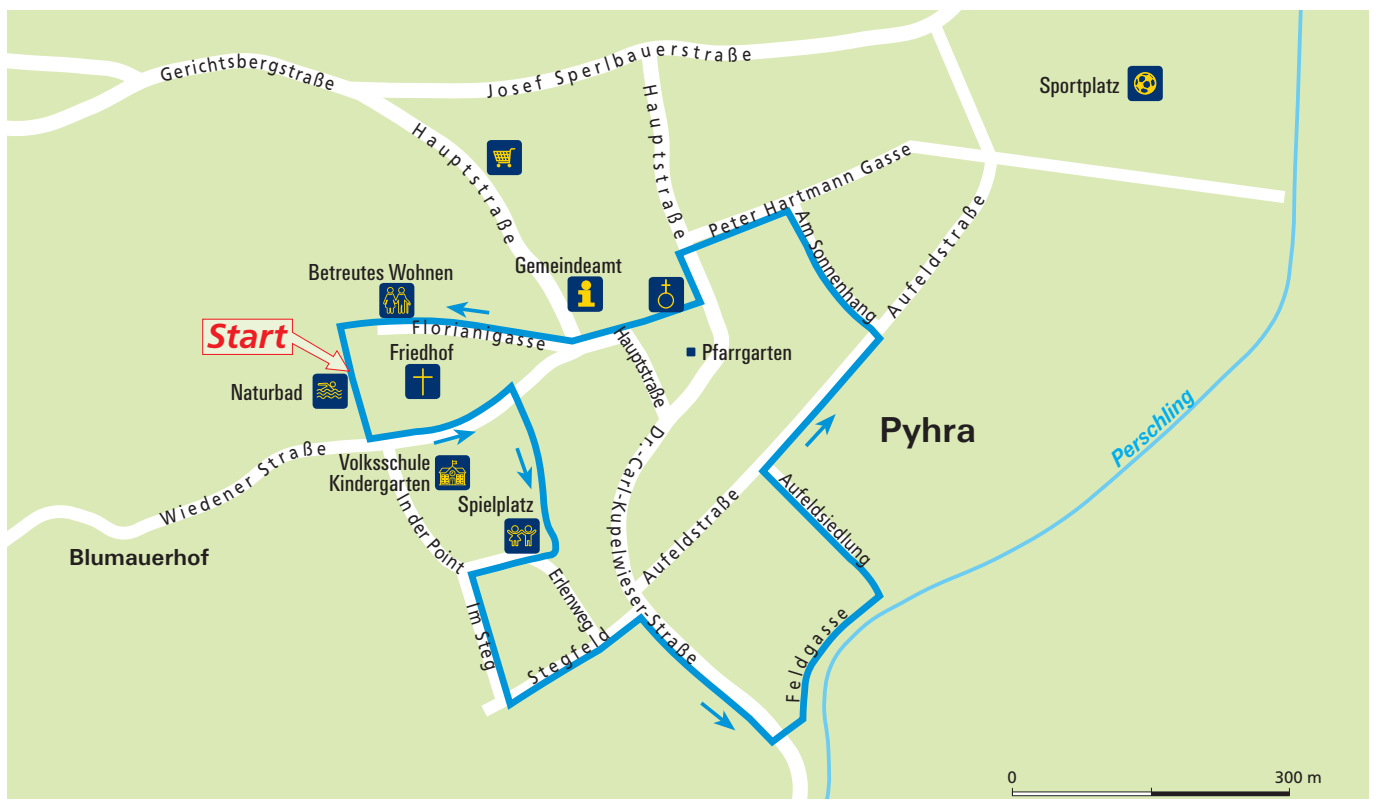 Gerichtsbergstraße
Josef Sperlbauerstraße
Sportplatz
Hauptstraße
Hauptstraße
Peter Hartmann Gasse
Am Sonnenhang
Aufeldstraße
Betreutes Wohnen
Gemeindeamt
Start
Florianigasse
Friedhof
Hauptstraße
Pfarrgarten
Naturbad
Pyhra
Perschling
Wiedener Straße
Volksschule
Kindergarten
Dr.-Carl-Kupelwieser-Straße
Spielplatz
In der Point
Aufeldstraße
Aufeldsiedlung
Blumauerhof
Erlenweg
Im Steg
Stegfeld
Feldgasse
0 300 m